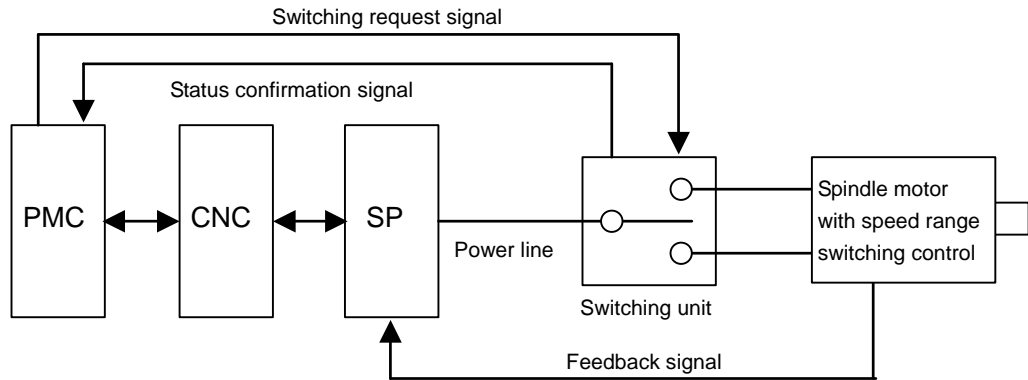 Switching request signal
Status confirmation signal
PMC
CNC
SP
Power line
Switching unit
Spindle motor
with speed range
switching control
Feedback signal